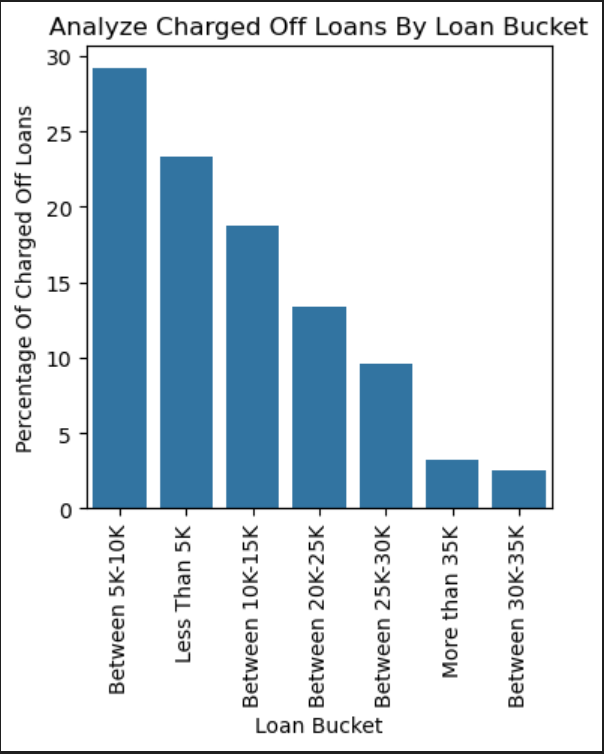 Analyze Charged Off Loans By Loan Bucket
Percentage Of Charged Off Loans
30
25
20
15
10
5
0
Between 5K-10K
Less Than 5K
Between 10K-15K
Between 20K-25K
Between 25K-30K
More than 35K
Between 30K-35K
Loan Bucket